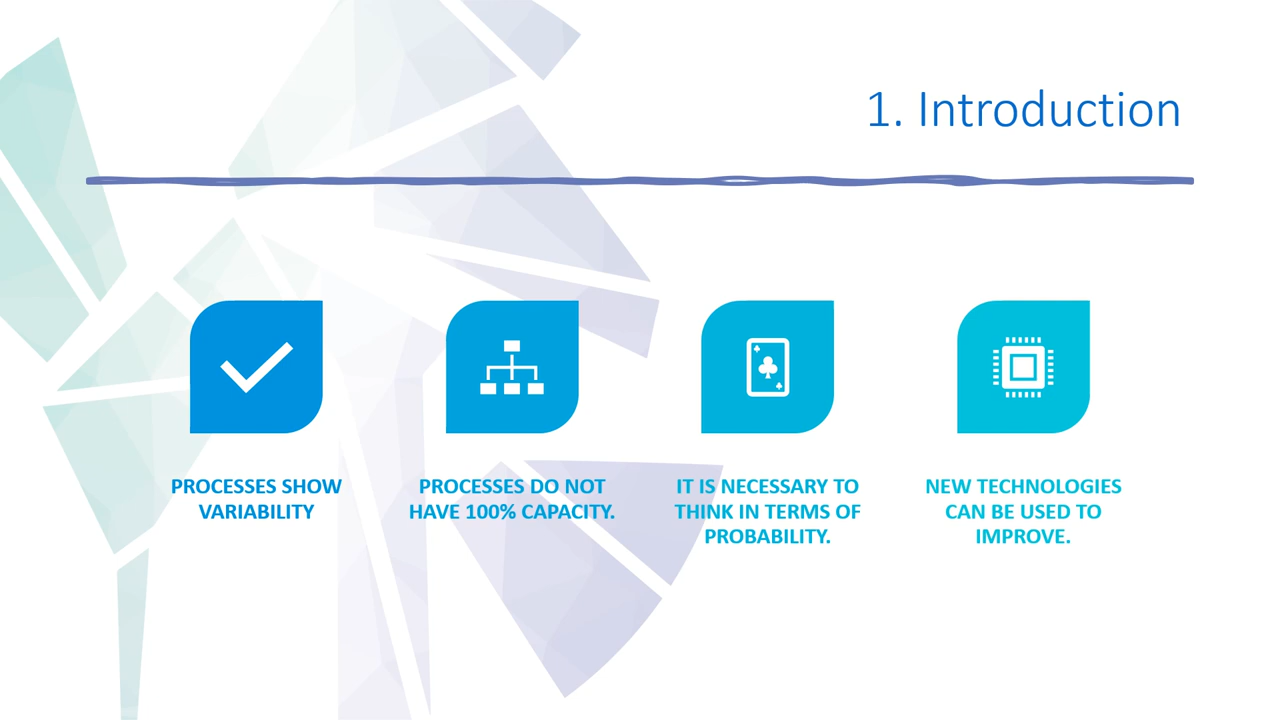 1. Introduction
PROCESSES SHOW
VARIABILITY
PROCESSES DO NOT
HAVE 100% CAPACITY.
IT IS NECESSARY TO
THINK IN TERMS OF
PROBABILITY.
NEW TECHNOLOGIES
CAN BE USED TO
IMPROVE.